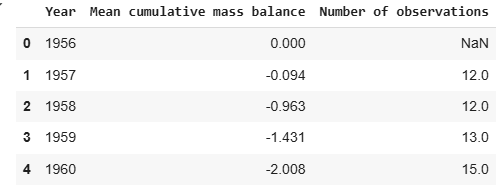 Year Mean cumulative mass balance Number of observations
0 1956 0.000 NaN
1 1957 -0.094 12.0
2 1958 -0.963 12.0
3 1959 -1.431 13.0
4 1960 -2.008 15.0